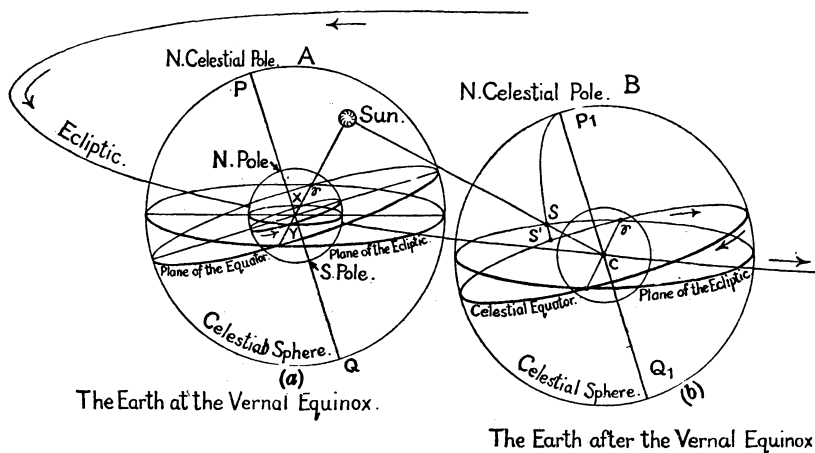 N. Celestial Pole.
A
P
Sun.
Ecliptic.
N. Pole
X
♈
♈
Y
Plane of the Equator.
Plane of the Ecliptic.
S. Pole.
Celestial Sphere.
Q
(a)
The Earth at the Vernal Equinox.
N. Celestial Pole.
B
P1
S
S'
♈
C
Celestial Equator.
Plane of the Ecliptic
Celestial Sphere.
Q1
(b)
The Earth after the Vernal Equinox